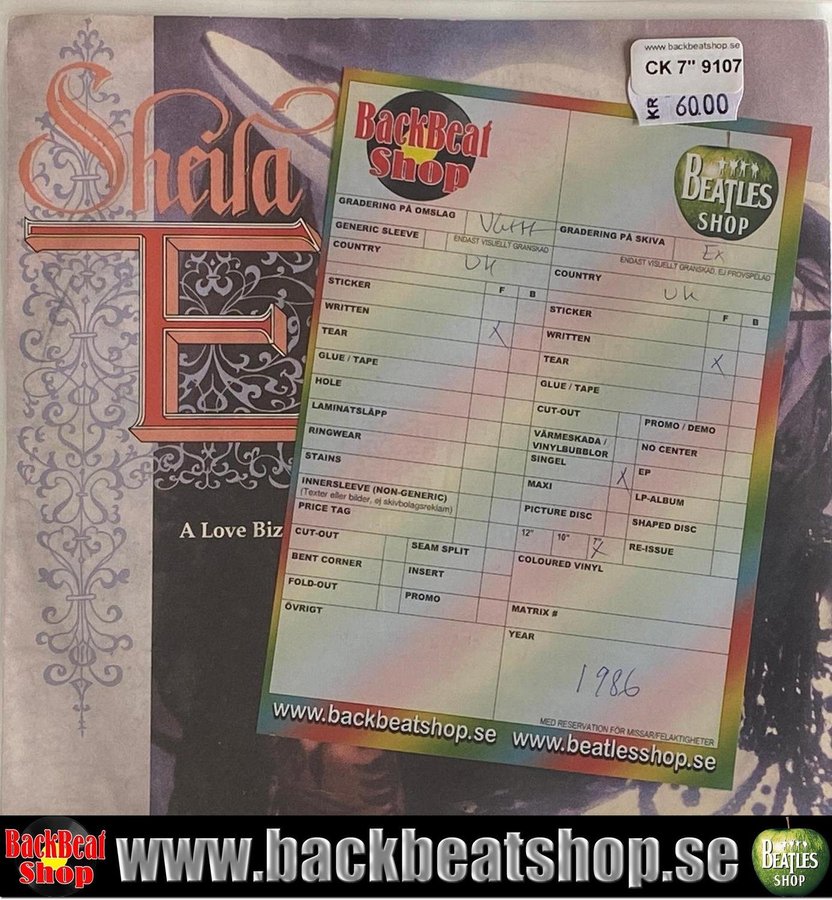 Sheila
E
A Love Biz
www.backbeatshop.se
CK 7" 9107
KR 60.00
BackBeat
Shop
BEATLES
SHOP
GRADERING PÅ OMSLAG
GENERIC SLEEVE
ENDAST VISUELLT GRANSKAD
COUNTRY UK
STICKER F B
WRITTEN
TEAR X
GLUE / TAPE
HOLE
LAMINATSLÄPP
RINGWEAR
STAINS
INNERSLEEVE (NON-GENERIC)
(Texter eller bilder, ej skivbolagsreklam)
PRICE TAG
CUT-OUT SEAM SPLIT
BENT CORNER INSERT
FOLD-OUT PROMO
ÖVRIGT
GRADERING PÅ SKIVA Ex
ENDAST VISUELLT GRANSKAD, EJ PROVSPELAD
COUNTRY UK
STICKER F B
WRITTEN
TEAR X
GLUE / TAPE
CUT-OUT PROMO / DEMO
VÄRMESKADA /
VINYLBUBBLOR NO CENTER
SINGEL X EP
MAXI LP-ALBUM
PICTURE DISC SHAPED DISC
12" 10" 7 RE-ISSUE
COLOURED VINYL
MATRIX #
YEAR
1986
MED RESERVATION FÖR MISSAR/FELAKTIGHETER
www.backbeatshop.se www.beatlesshop.se
BackBeat
Shop
www.backbeatshop.se
BEATLES
SHOP